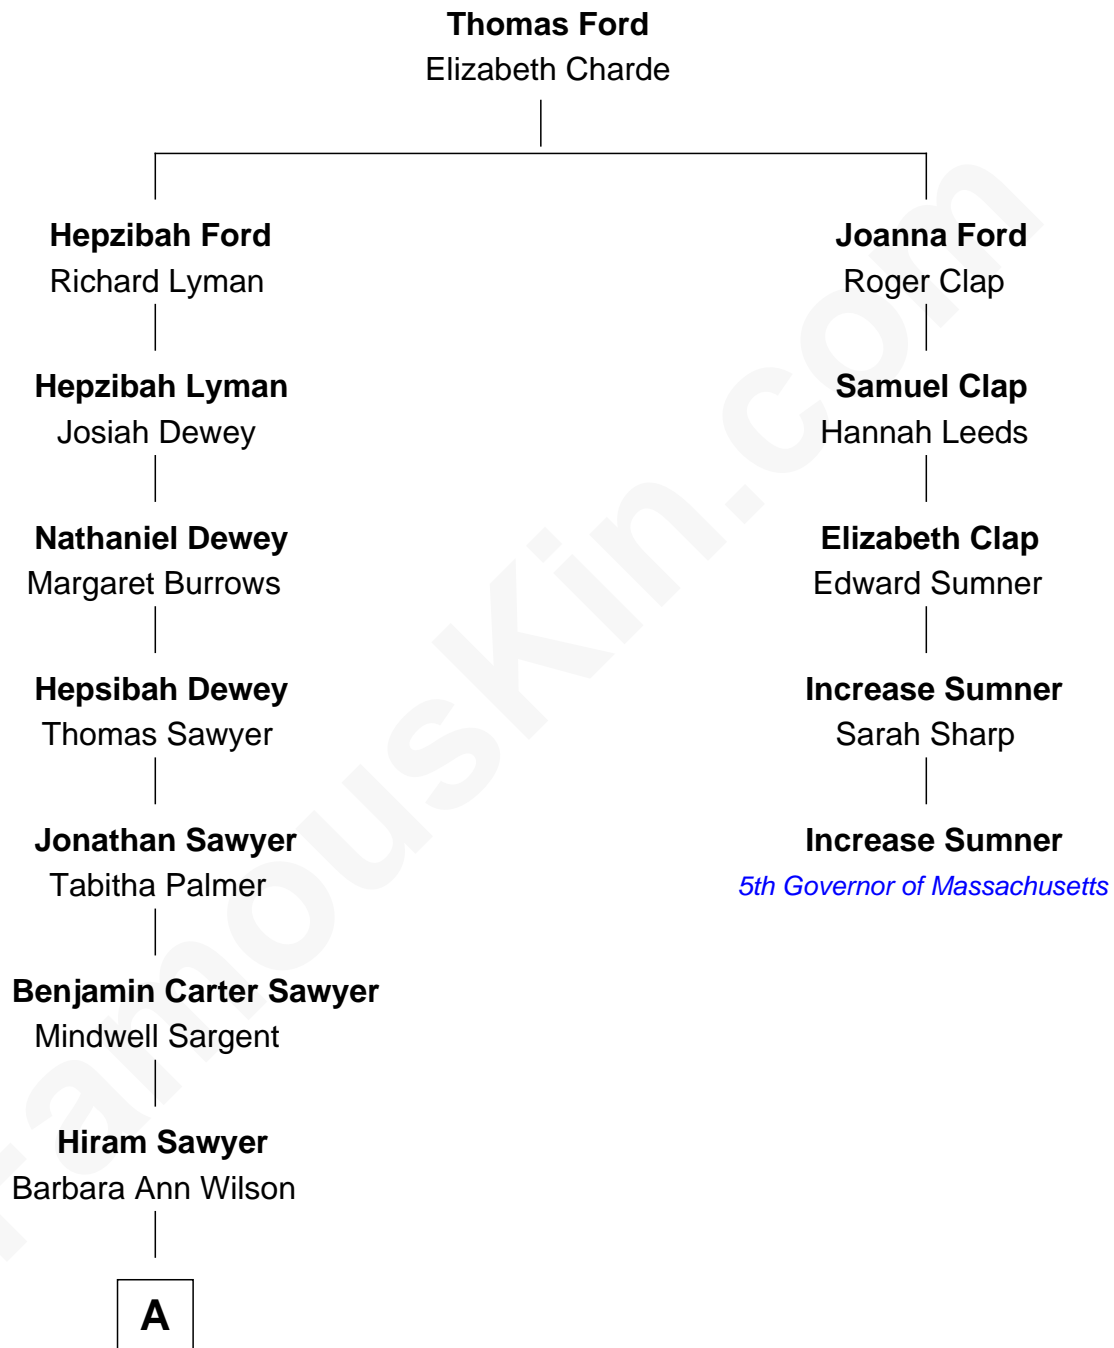 Thomas Ford
Elizabeth Charde
Hepzibah Ford
Richard Lyman
Joanna Ford
Roger Clap
Hepzibah Lyman
Josiah Dewey
Samuel Clap
Hannah Leeds
Nathaniel Dewey
Margaret Burrows
Elizabeth Clap
Edward Sumner
Hepsibah Dewey
Thomas Sawyer
Increase Sumner
Sarah Sharp
Jonathan Sawyer
Tabitha Palmer
Increase Sumner
5th Governor of Massachusetts
Benjamin Carter Sawyer
Mindwell Sargent
Hiram Sawyer
Barbara Ann Wilson
A
FamousKin.com